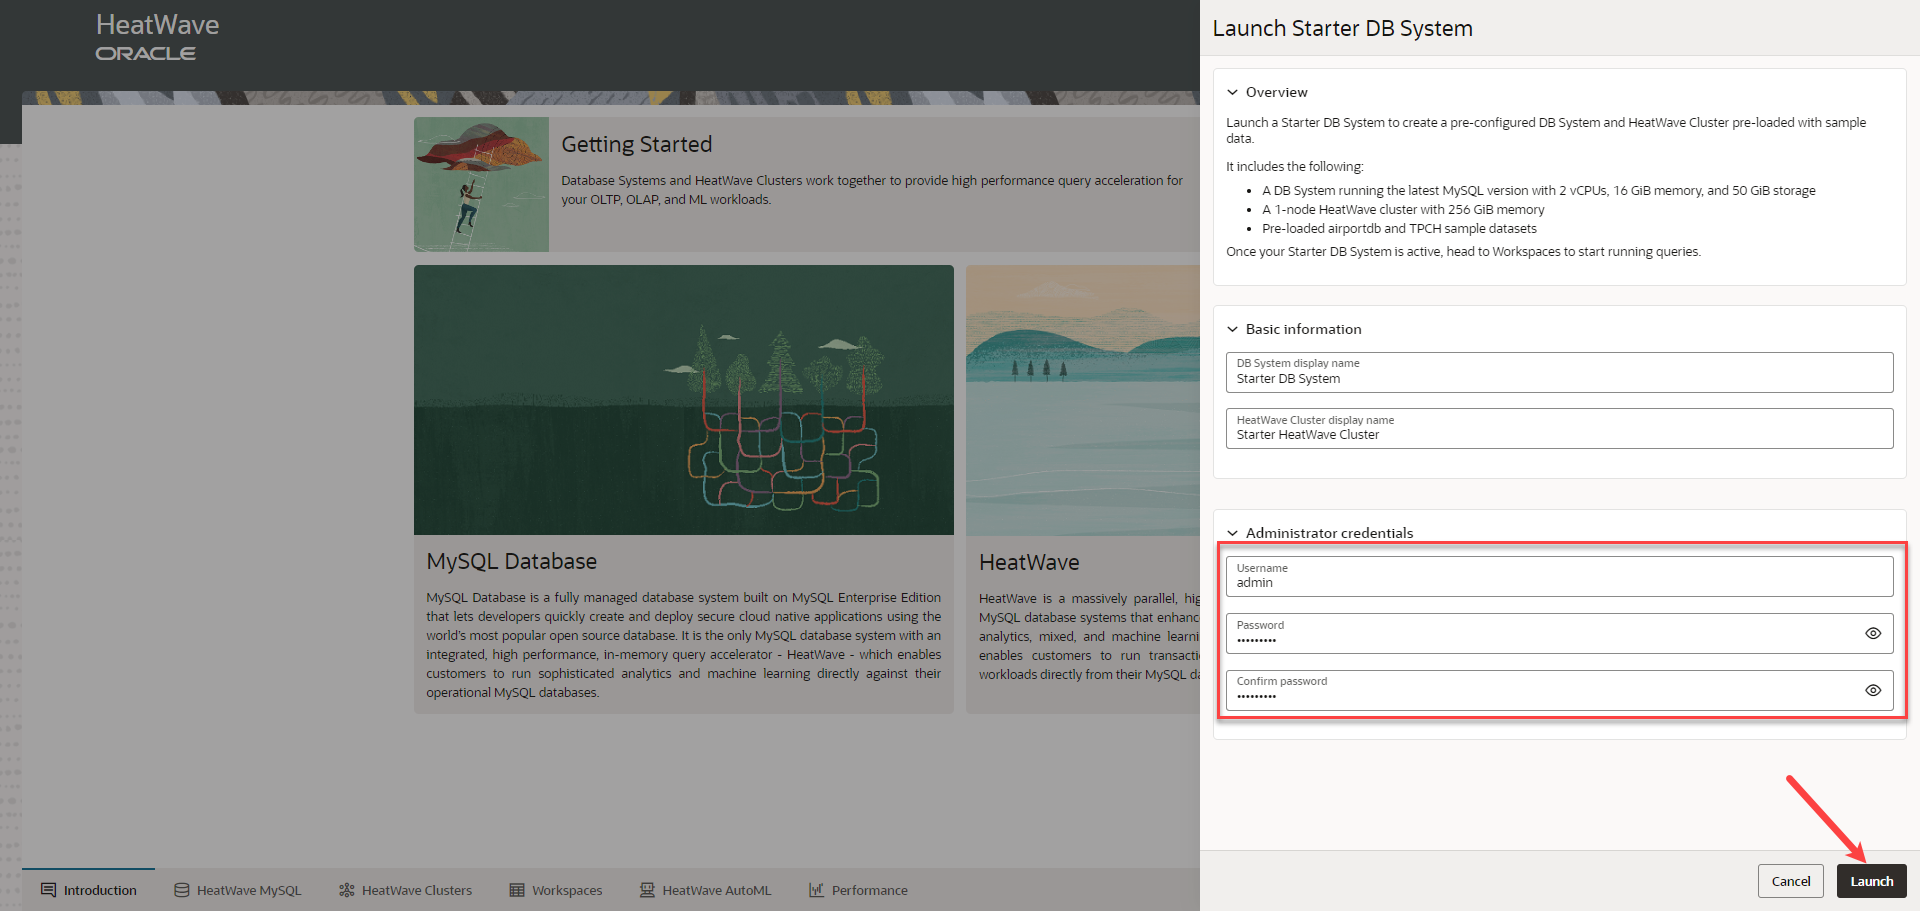 HeatWave
ORACLE
Getting Started
Database Systems and HeatWave Clusters work together to provide high performance query acceleration for
your OLTP, OLAP, and ML workloads.
MySQL Database
MySQL Database is a fully managed database system built on MySQL Enterprise Edition
that lets developers quickly create and deploy secure cloud native applications using the
world's most popular open source database. It is the only MySQL database system with an
integrated, high performance, in-memory query accelerator - HeatWave - which enables
customers to run sophisticated analytics and machine learning directly against their
operational MySQL databases.
HeatWave
HeatWave is a massively parallel,
MySQL database systems that
analytics, mixed, and machine
enables customers to run
workloads directly from their MySQL
Introduction
HeatWave MySQL
HeatWave Clusters
Workspaces
HeatWave AutoML
Performance
Launch Starter DB System
Overview
Launch a Starter DB System to create a pre-configured DB System and HeatWave Cluster pre-loaded with sample
data.
It includes the following:
• A DB System running the latest MySQL version with 2 vCPUs, 16 GiB memory, and 50 GiB storage
• A 1-node HeatWave cluster with 256 GiB memory
• Pre-loaded airportdb and TPCH sample datasets
Once your Starter DB System is active, head to Workspaces to start running queries.
Basic information
DB System display name
Starter DB System
HeatWave Cluster display name
Starter HeatWave Cluster
Administrator credentials
Username
admin
Password
•••••••••
Confirm password
•••••••••
Cancel
Launch